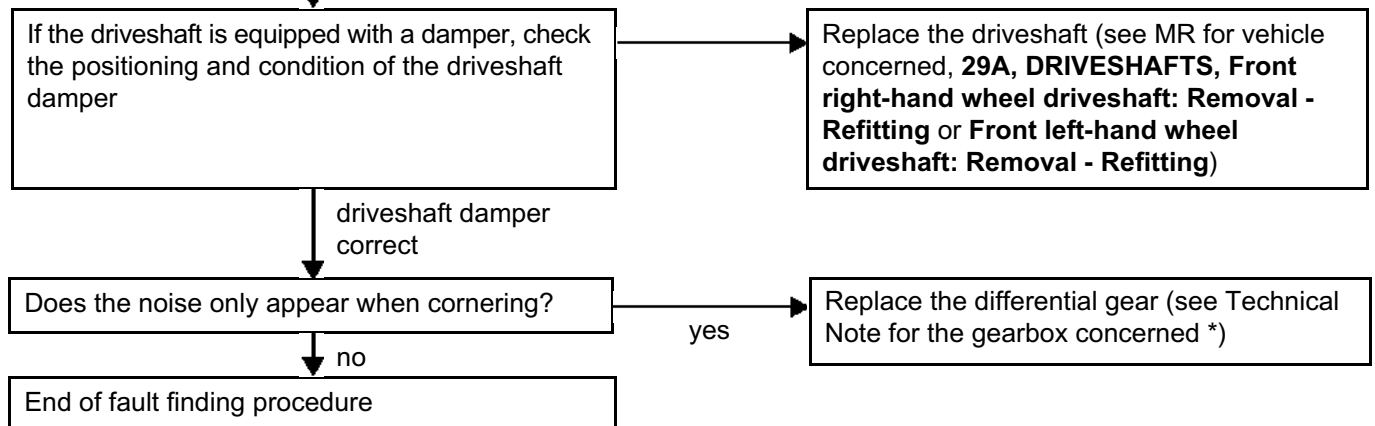 If the driveshaft is equipped with a damper, check
the positioning and condition of the driveshaft
damper
Replace the driveshaft (see MR for vehicle
concerned, 29A, DRIVESHAFTS, Front
right-hand wheel driveshaft: Removal -
Refitting or Front left-hand wheel
driveshaft: Removal - Refitting)
driveshaft damper
correct
Does the noise only appear when cornering?
yes
Replace the differential gear (see Technical
Note for the gearbox concerned *)
no
End of fault finding procedure